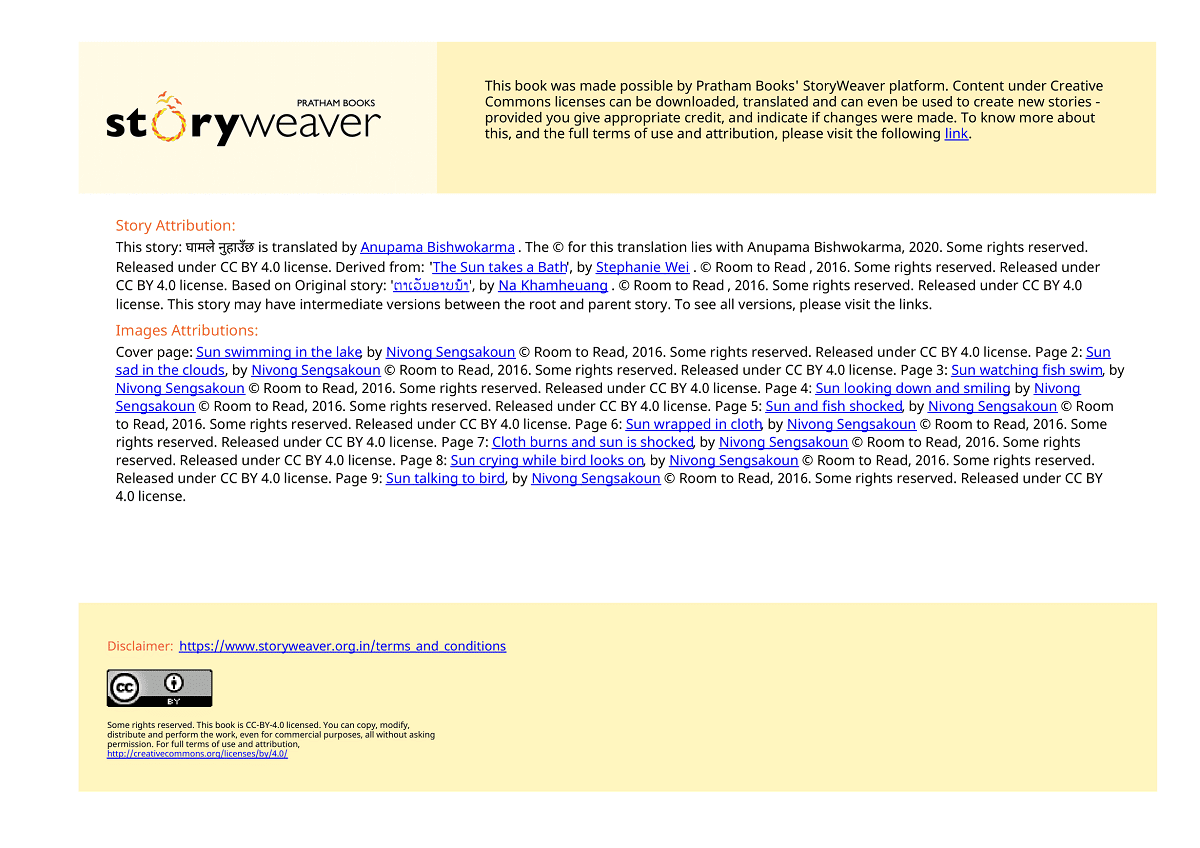 PRATHAM BOOKS
storyweaver
This book was made possible by Pratham Books' StoryWeaver platform. Content under Creative
Commons licenses can be downloaded, translated and can even be used to create new stories -
provided you give appropriate credit, and indicate if changes were made. To know more about
this, and the full terms of use and attribution, please visit the following link.
Story Attribution:
This story: घामले नुहाउँछ is translated by Anupama Bishwokarma . The © for this translation lies with Anupama Bishwokarma, 2020. Some rights reserved.
Released under CC BY 4.0 license. Derived from: 'The Sun takes a Bath', by Stephanie Wei . © Room to Read , 2016. Some rights reserved. Released under
CC BY 4.0 license. Based on Original story: 'ຕາເວັນອາບນ້ຳ', by Na Khamheuang . © Room to Read , 2016. Some rights reserved. Released under CC BY 4.0
license. This story may have intermediate versions between the root and parent story. To see all versions, please visit the links.
Images Attributions:
Cover page: Sun swimming in the lake, by Nivong Sengsakoun © Room to Read, 2016. Some rights reserved. Released under CC BY 4.0 license. Page 2: Sun
sad in the clouds, by Nivong Sengsakoun © Room to Read, 2016. Some rights reserved. Released under CC BY 4.0 license. Page 3: Sun watching fish swim, by
Nivong Sengsakoun © Room to Read, 2016. Some rights reserved. Released under CC BY 4.0 license. Page 4: Sun looking down and smiling by Nivong
Sengsakoun © Room to Read, 2016. Some rights reserved. Released under CC BY 4.0 license. Page 5: Sun and fish shocked, by Nivong Sengsakoun © Room
to Read, 2016. Some rights reserved. Released under CC BY 4.0 license. Page 6: Sun wrapped in cloth, by Nivong Sengsakoun © Room to Read, 2016. Some
rights reserved. Released under CC BY 4.0 license. Page 7: Cloth burns and sun is shocked, by Nivong Sengsakoun © Room to Read, 2016. Some rights
reserved. Released under CC BY 4.0 license. Page 8: Sun crying while bird looks on, by Nivong Sengsakoun © Room to Read, 2016. Some rights reserved.
Released under CC BY 4.0 license. Page 9: Sun talking to bird, by Nivong Sengsakoun © Room to Read, 2016. Some rights reserved. Released under CC BY
4.0 license.
Disclaimer: https://www.storyweaver.org.in/terms_and_conditions
cc
BY
Some rights reserved. This book is CC-BY-4.0 licensed. You can copy, modify,
distribute and perform the work, even for commercial purposes, all without asking
permission. For full terms of use and attribution,
http://creativecommons.org/licenses/by/4.0/